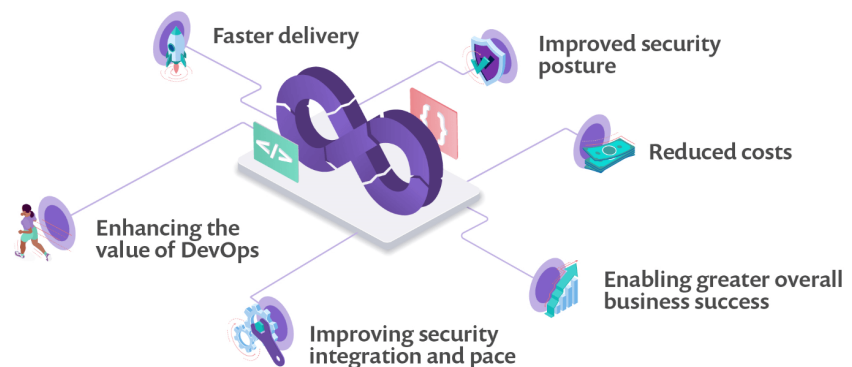 Faster delivery
Improved security
posture
</>
{ }
Reduced costs
Enhancing the
value of DevOps
Enabling greater overall
business success
Improving security
integration and pace